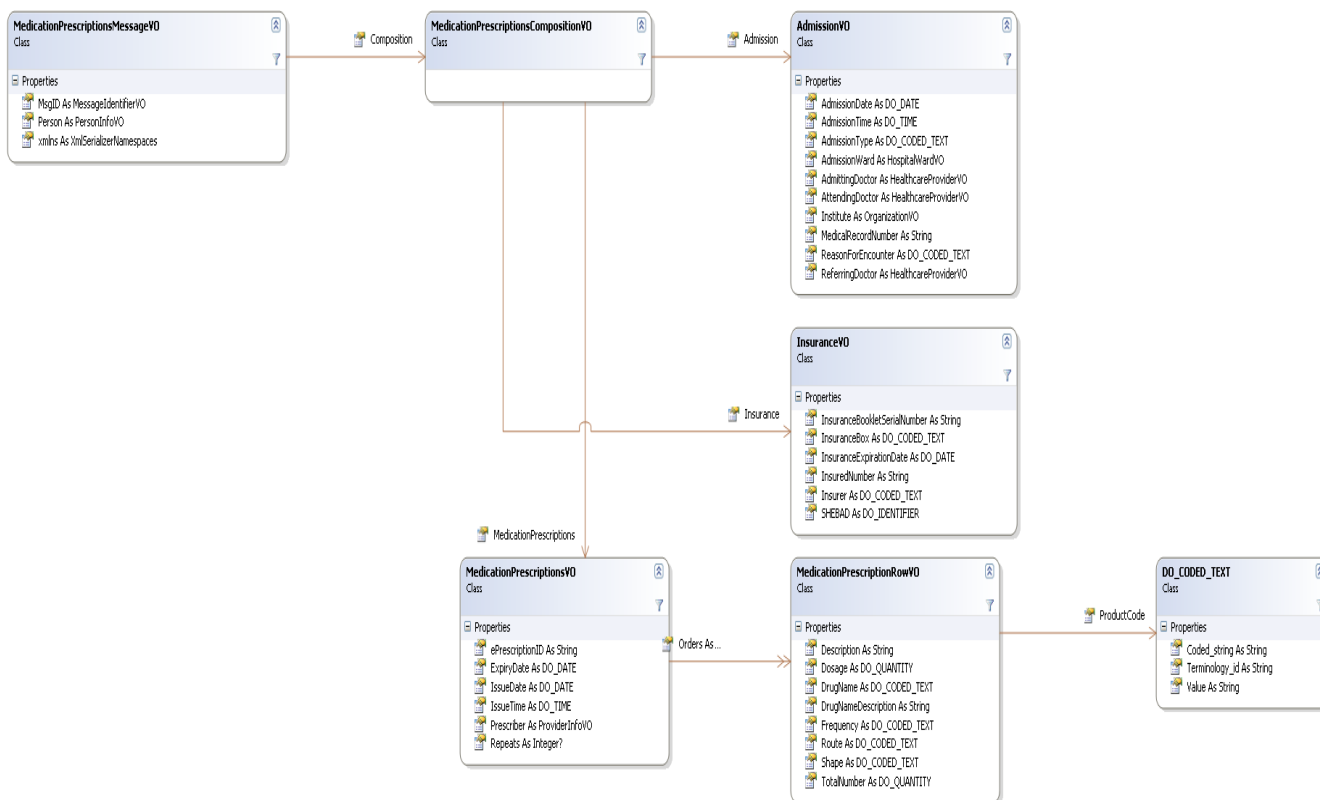 MedicationPrescriptionsMessageVO
Class
Properties
MsgID As MessageIdentifierVO
Person As PersonInfoVO
xmlns As XmlSerializerNamespaces
Composition
MedicationPrescriptionsCompositionVO
Class
Admission
AdmissionVO
Class
Properties
AdmissionDate As DO_DATE
AdmissionTime As DO_TIME
AdmissionType As DO_CODED_TEXT
AdmissionWard As HospitalWardVO
AdmittingDoctor As HealthcareProviderVO
AttendingDoctor As HealthcareProviderVO
Institute As OrganizationVO
MedicalRecordNumber As String
ReasonForEncounter As DO_CODED_TEXT
ReferringDoctor As HealthcareProviderVO
Insurance
InsuranceVO
Class
Properties
InsuranceBookletSerialNumber As String
InsuranceBox As DO_CODED_TEXT
InsuranceExpirationDate As DO_DATE
InsuredNumber As String
Insurer As DO_CODED_TEXT
SHEBAD As DO_IDENTIFIER
MedicationPrescriptions
MedicationPrescriptionsVO
Class
Properties
ePrescriptionID As String
ExpiryDate As DO_DATE
IssueDate As DO_DATE
IssueTime As DO_TIME
Prescriber As ProviderInfoVO
Repeats As Integer?
Orders As...
MedicationPrescriptionRowVO
Class
Properties
Description As String
Dosage As DO_QUANTITY
DrugName As DO_CODED_TEXT
DrugNameDescription As String
Frequency As DO_CODED_TEXT
Route As DO_CODED_TEXT
Shape As DO_CODED_TEXT
TotalNumber As DO_QUANTITY
ProductCode
DO_CODED_TEXT
Class
Properties
Coded_string As String
Terminology_id As String
Value As String